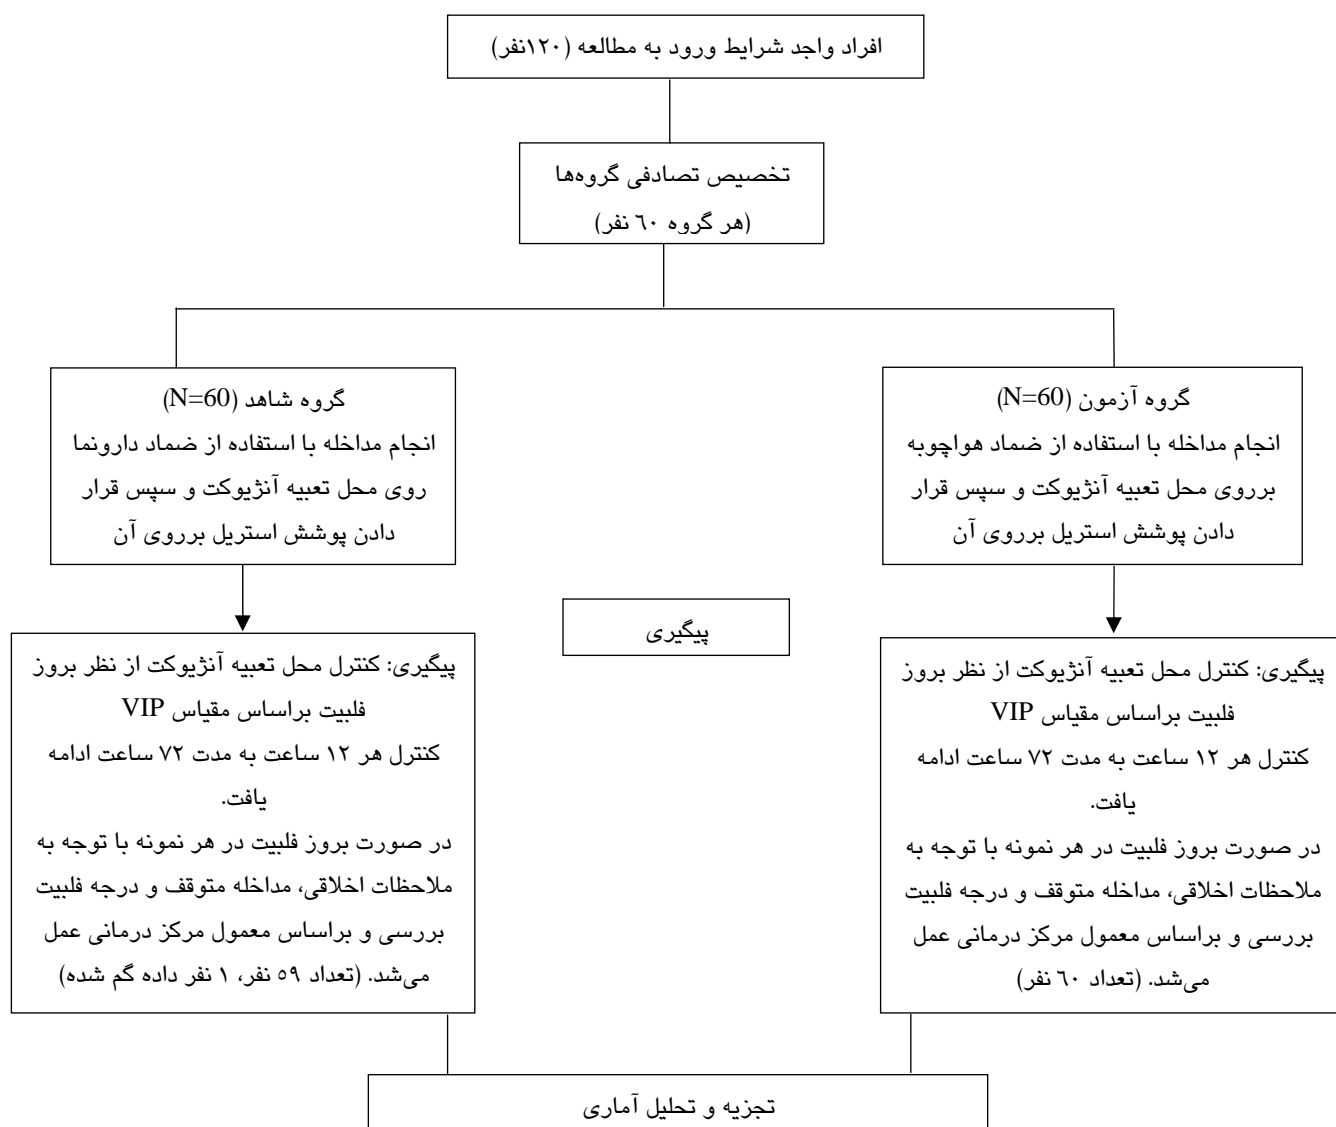 افراد واجد شرایط ورود به مطالعه (۱۲۰نفر)
تخصیص تصادفی گروه‌ها
(هر گروه ٦٠ نفر)
گروه آزمون (N=60)
انجام مداخله با استفاده از ضماد هواچوبه
برروی محل تعبیه آنژیوکت و سپس قرار
دادن پوشش استریل برروی آن
گروه شاهد (N=60)
انجام مداخله با استفاده از ضماد دارونما
روی محل تعبیه آنژیوکت و سپس قرار
دادن پوشش استریل برروی آن
پیگیری
پیگیری: کنترل محل تعبیه آنژیوکت از نظر بروز
فلبیت براساس مقیاس VIP
کنترل هر ۱۲ ساعت به مدت ۷۲ ساعت ادامه
یافت.
در صورت بروز فلبیت در هر نمونه با توجه به
ملاحظات اخلاقی، مداخله متوقف و درجه فلبیت
بررسی و براساس معمول مرکز درمانی عمل
می‌شد. (تعداد ٦٠ نفر)
پیگیری: کنترل محل تعبیه آنژیوکت از نظر بروز
فلبیت براساس مقیاس VIP
کنترل هر ۱۲ ساعت به مدت ۷۲ ساعت ادامه
یافت.
در صورت بروز فلبیت در هر نمونه با توجه به
ملاحظات اخلاقی، مداخله متوقف و درجه فلبیت
بررسی و براساس معمول مرکز درمانی عمل
می‌شد. (تعداد ٥٩ نفر، ۱ نفر داده گم شده)
تجزیه و تحلیل آماری